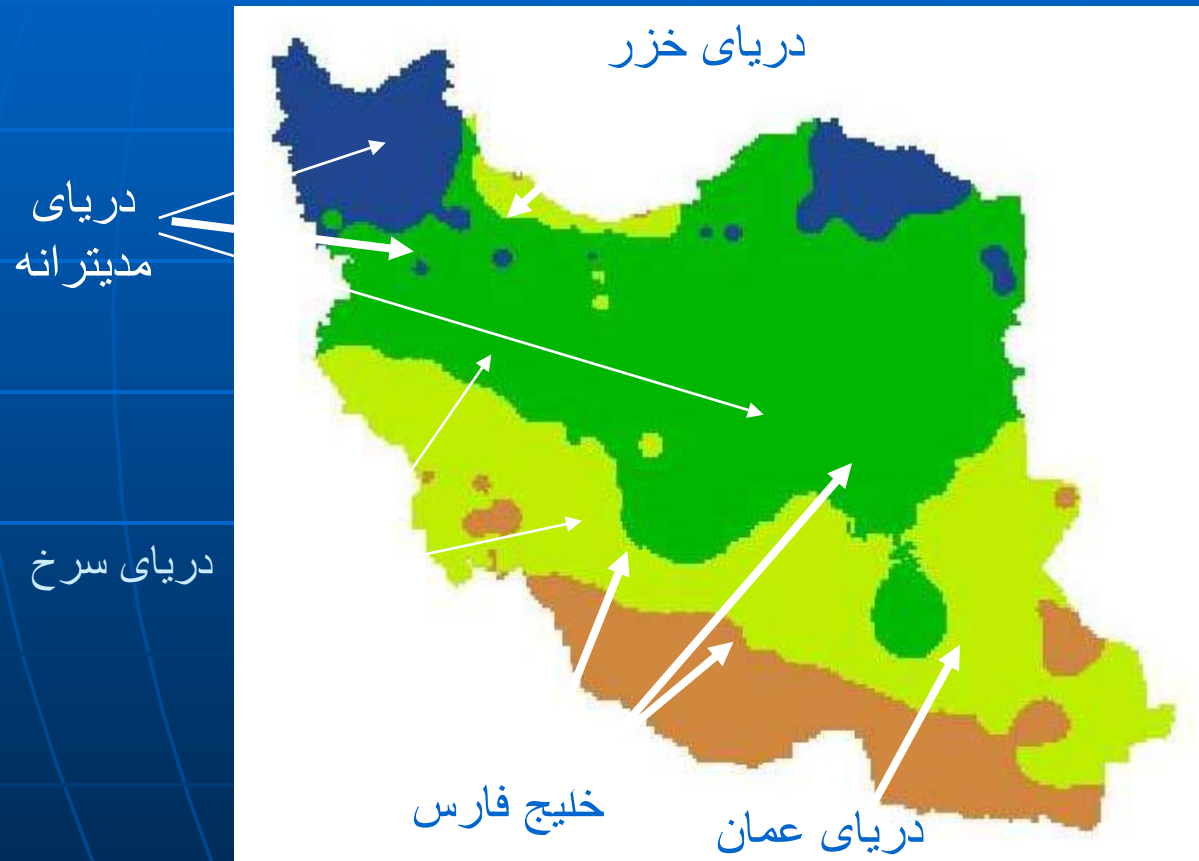 دریای خزر
دریای
مدیترانه
دریای سرخ
خلیج فارس
دریای عمان